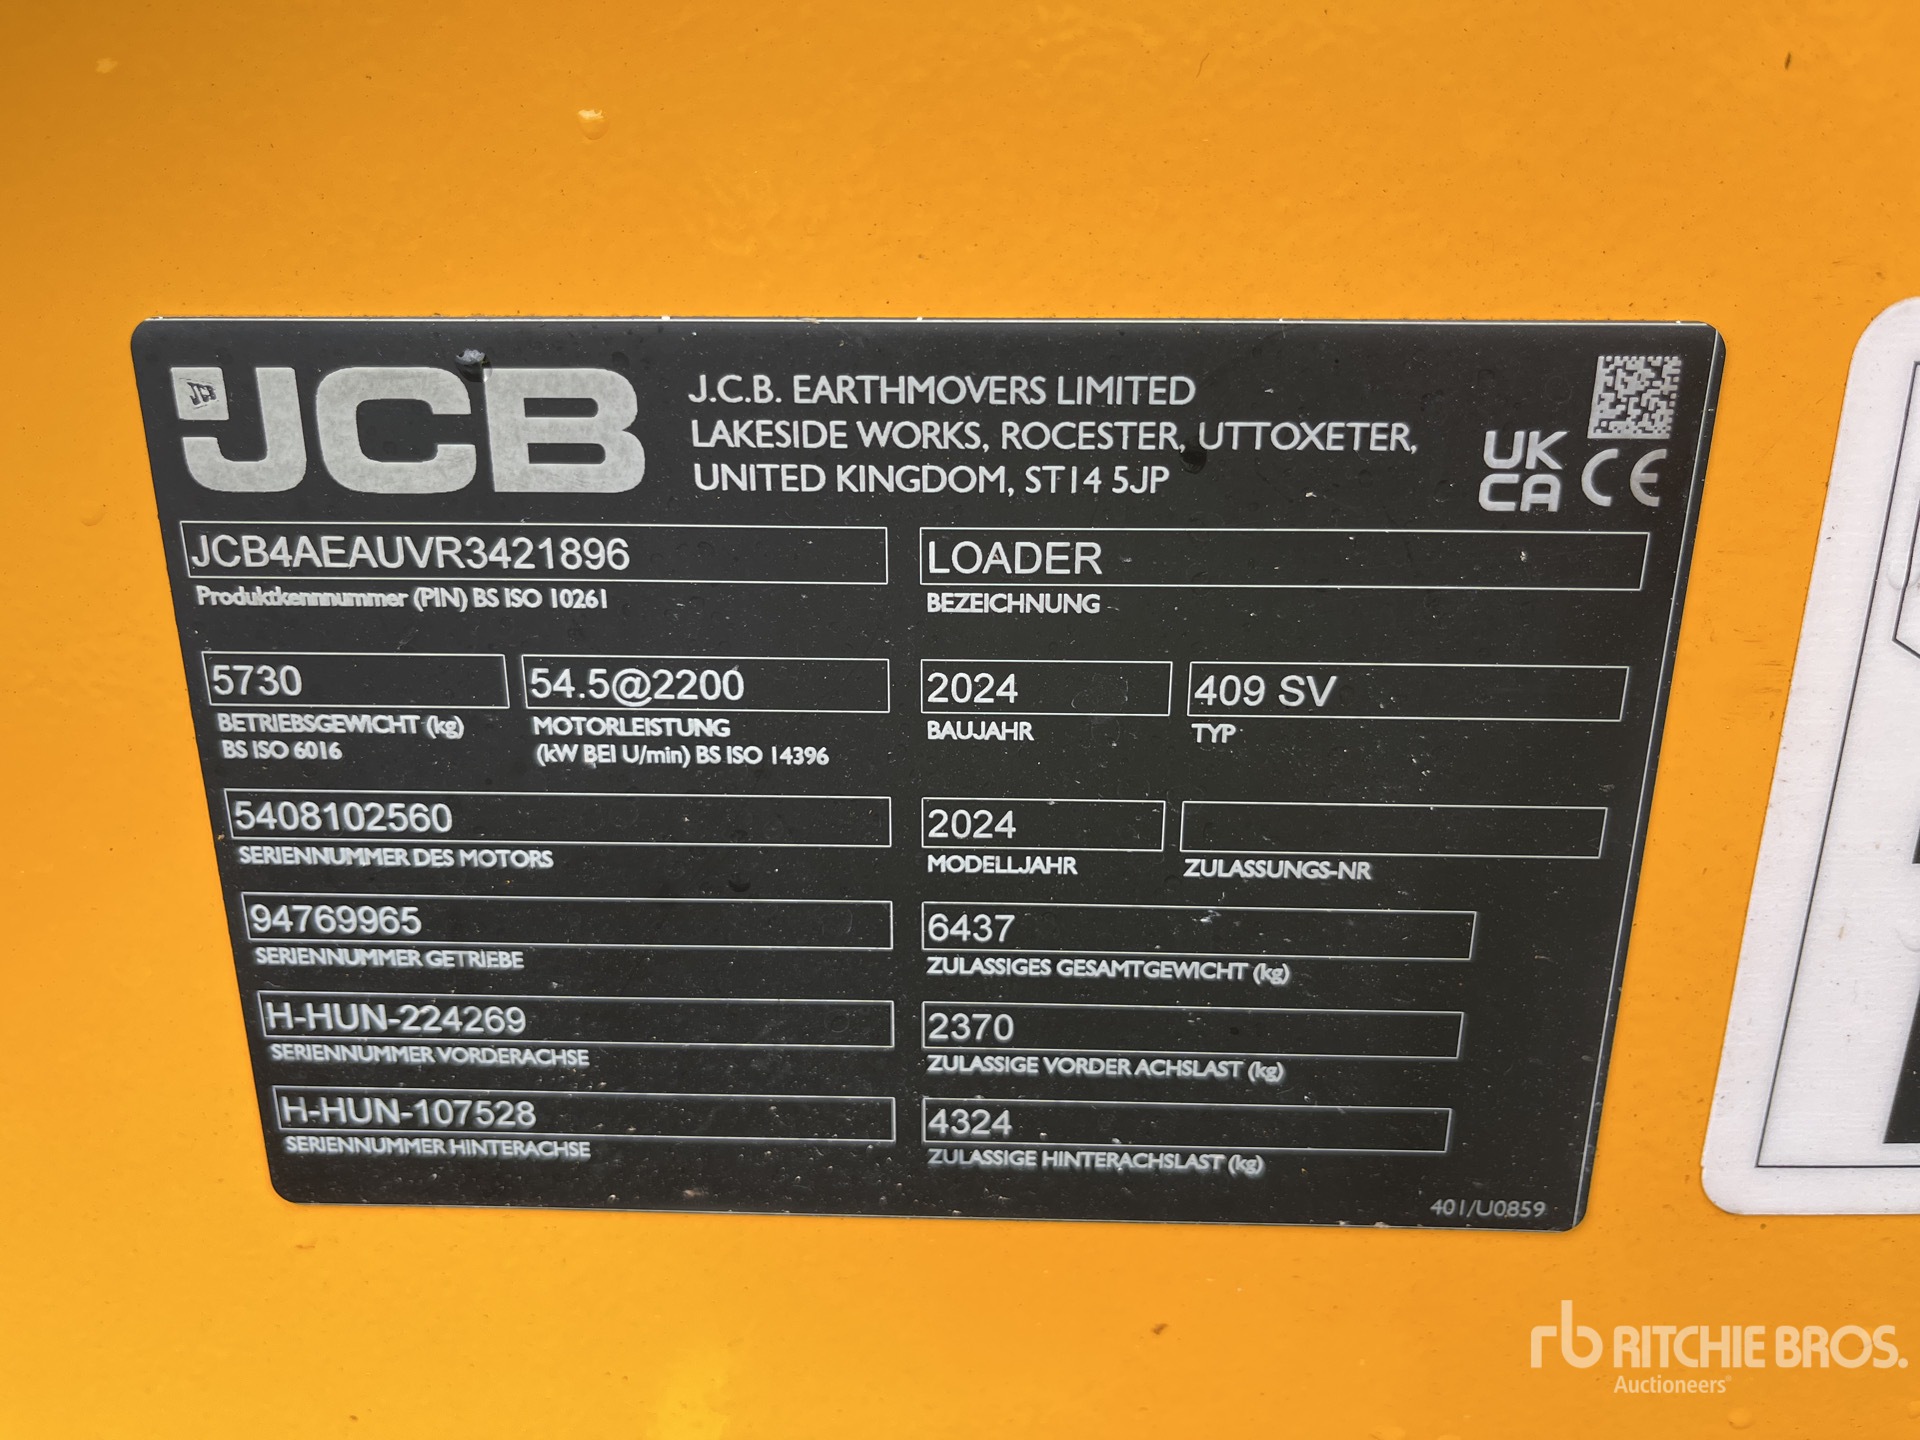 JCB
JCB
J.C.B. EARTHMOVERS LIMITED
LAKESIDE WORKS, ROCESTER, UTTOXETER,
UNITED KINGDOM, ST14 5JP
UK
CA
CE
JCB4AEAUVR3421896
Produktkennnummer (PIN) BS ISO 10261
LOADER
BEZEICHNUNG
5730
BETRIEBSGEWICHT (kg)
BS ISO 6016
54.5@2200
MOTORLEISTUNG
(kW BEI U/min) BS ISO 14396
2024
BAUJAHR
409 SV
TYP
5408102560
SERIENNUMMER DES MOTORS
2024
MODELLJAHR
ZULASSUNGS-NR
94769965
SERIENNUMMER GETRIEBE
6437
ZULASSIGES GESAMTGEWICHT (kg)
H-HUN-224269
SERIENNUMMER VORDERACHSE
2370
ZULASSIGE VORDER ACHSLAST (kg)
H-HUN-107528
SERIENNUMMER HINTERACHSE
4324
ZULASSIGE HINTERACHSLAST (kg)
401/U0859
rb RITCHIE BROS.
Auctioneers